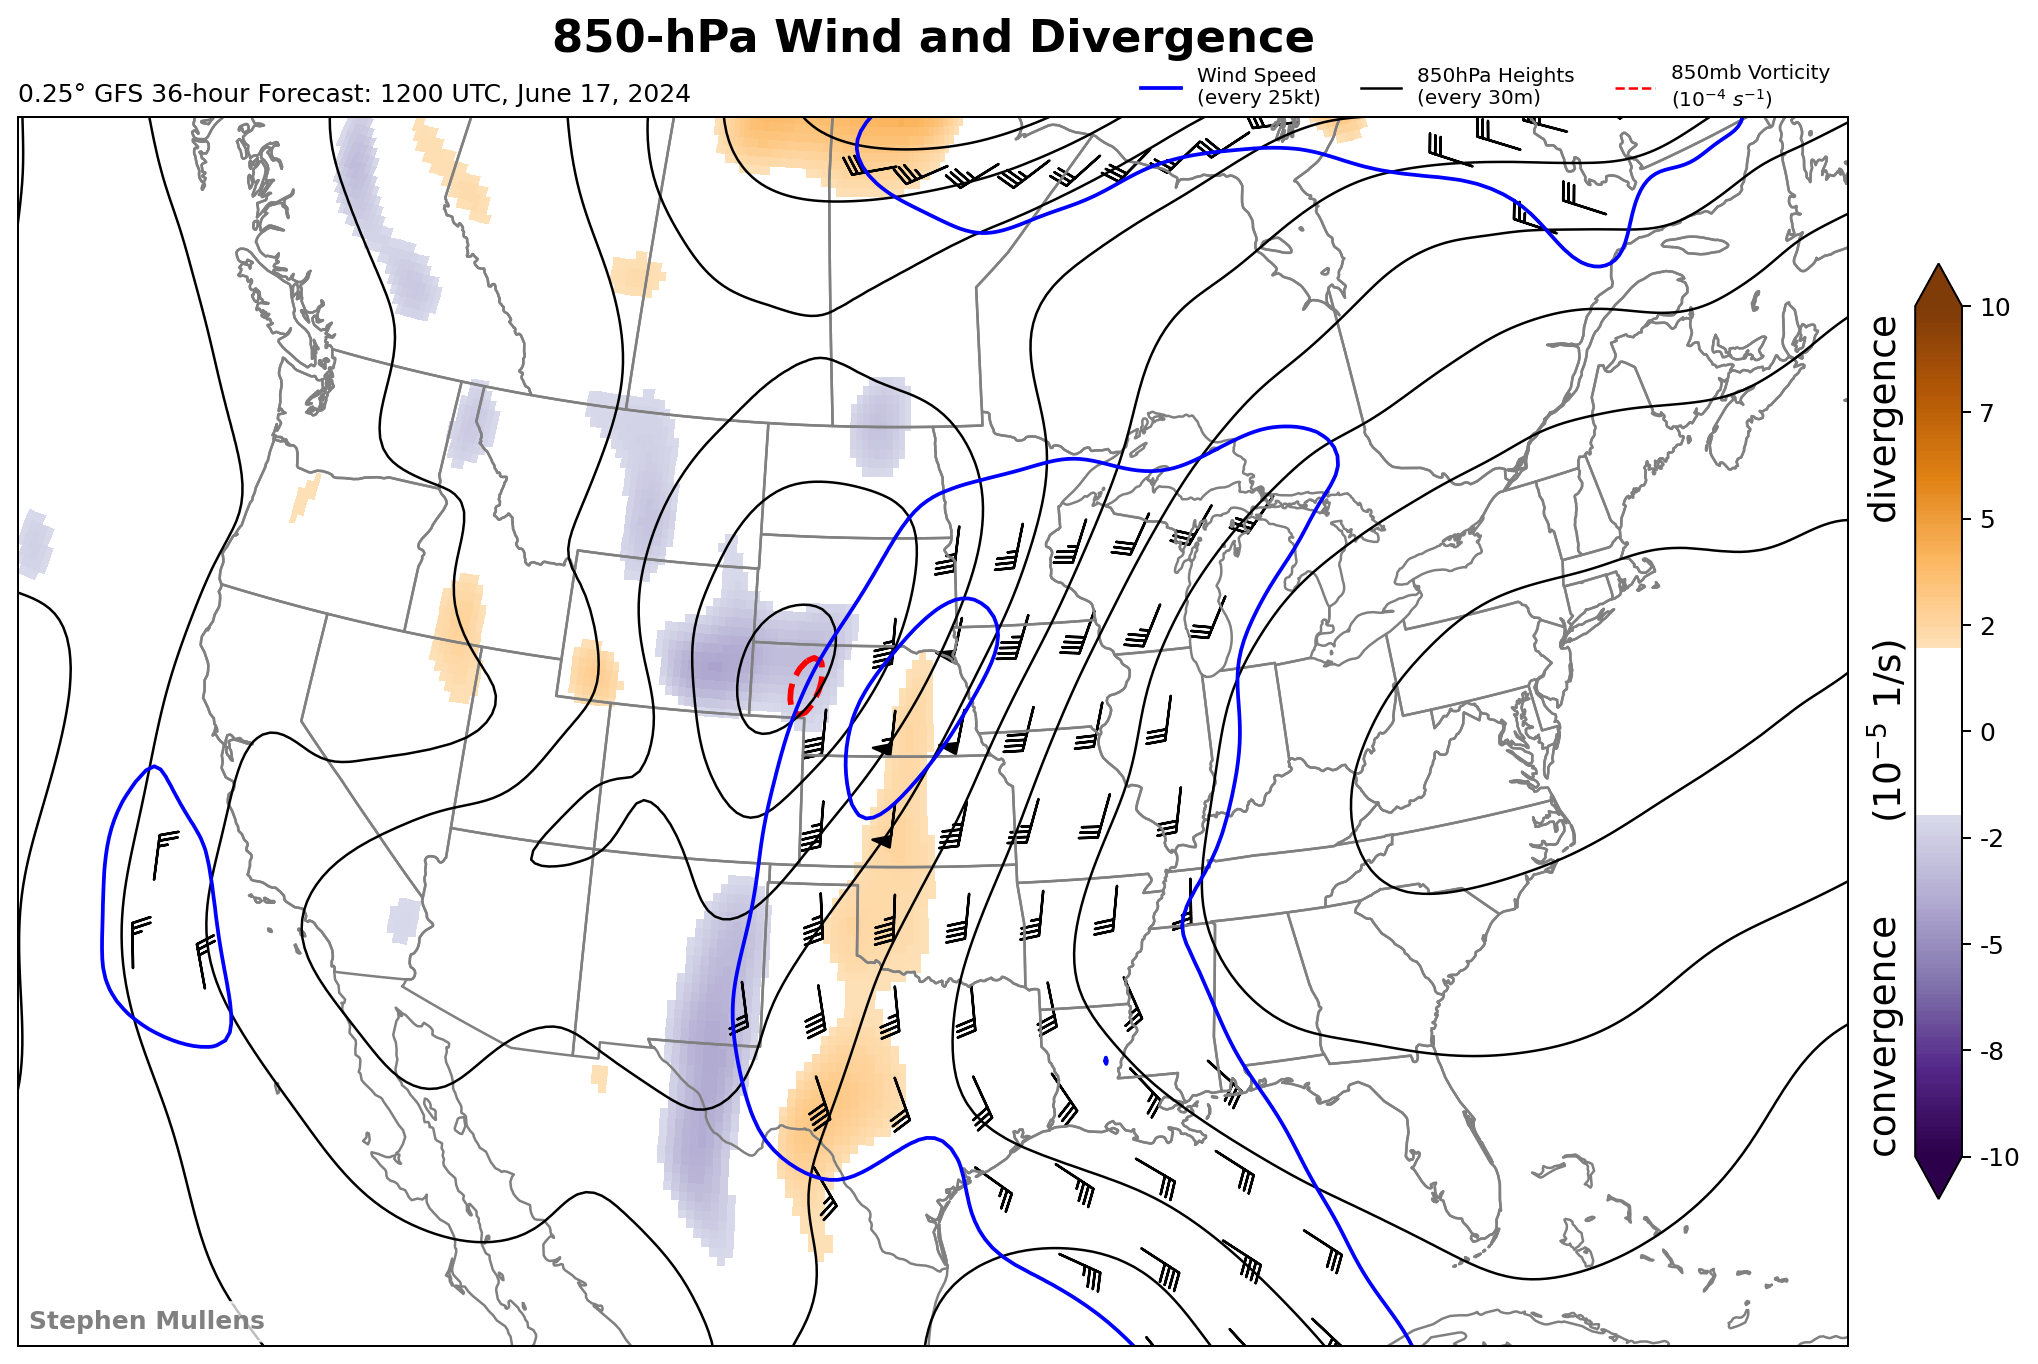 850-hPa Wind and Divergence
0.25° GFS 36-hour Forecast: 1200 UTC, June 17, 2024
Wind Speed
(every 25kt)
850hPa Heights
(every 30m)
850mb Vorticity
(10⁻⁴ s⁻¹)
10
7
5
2
0
-2
-5
-8
-10
convergence (10⁻⁵ 1/s) divergence
Stephen Mullens